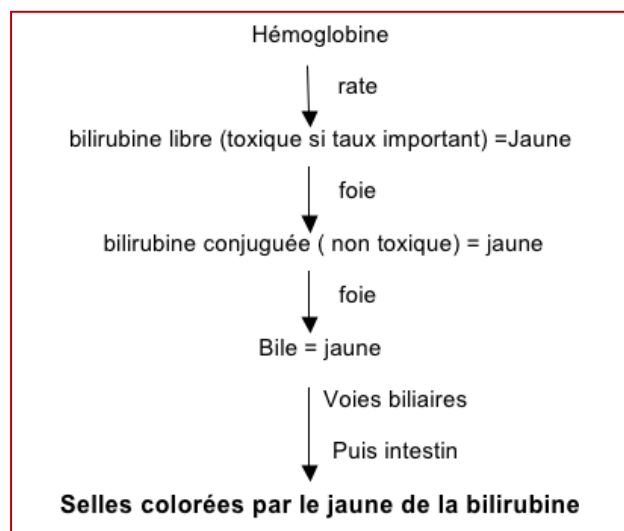 Hémoglobine
rate
bilirubine libre (toxique si taux important) =Jaune
foie
bilirubine conjuguée ( non toxique) = jaune
foie
Bile = jaune
Voies biliaires
Puis intestin
Selles colorées par le jaune de la bilirubine